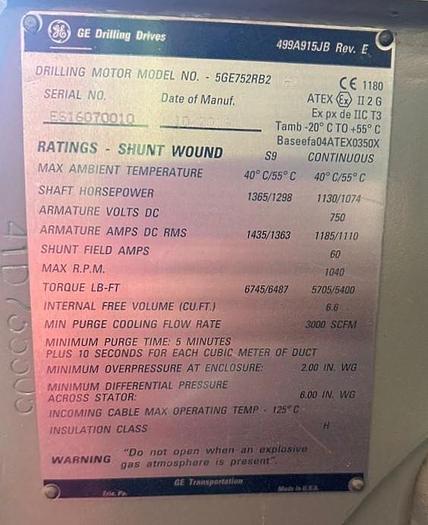 GE Drilling Drives
499A915JB Rev. E
DRILLING MOTOR MODEL NO. - 5GE752RB2
CE 1180
SERIAL NO. Date of Manuf. ATEX Ex II 2 G
ES16070010
Ex px de IIC T3
Tamb -20°C TO +55°C
Baseefa04ATEX0350X
RATINGS - SHUNT WOUND S9 CONTINUOUS
MAX AMBIENT TEMPERATURE 40°C/55°C 40°C/55°C
SHAFT HORSEPOWER 1365/1298 1130/1074
ARMATURE VOLTS DC 750
ARMATURE AMPS DC RMS 1435/1363 1185/1110
SHUNT FIELD AMPS 60
MAX R.P.M. 1040
TORQUE LB-FT 6745/6487 5705/5400
INTERNAL FREE VOLUME (CU.FT.) 6.6
MIN PURGE COOLING FLOW RATE 3000 SCFM
MINIMUM PURGE TIME: 5 MINUTES
PLUS 10 SECONDS FOR EACH CUBIC METER OF DUCT
MINIMUM OVERPRESSURE AT ENCLOSURE: 2.00 IN. WG
MINIMUM DIFFERENTIAL PRESSURE
ACROSS STATOR: 6.00 IN. WG
INCOMING CABLE MAX OPERATING TEMP - 125°C
INSULATION CLASS H
WARNING "Do not open when an explosive
gas atmosphere is present".
GE Transportation
Erie, Pa. Made in U.S.A.